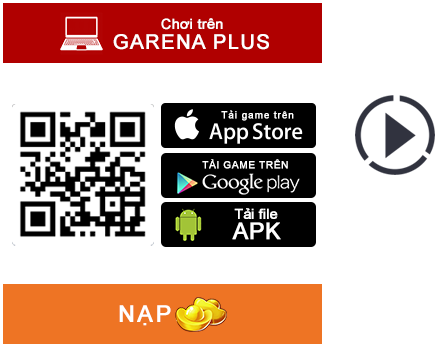 Chơi trên
GARENA PLUS
Tải game trên
App Store
TẢI GAME TRÊN
Google play
Tải file
APK
NẠP